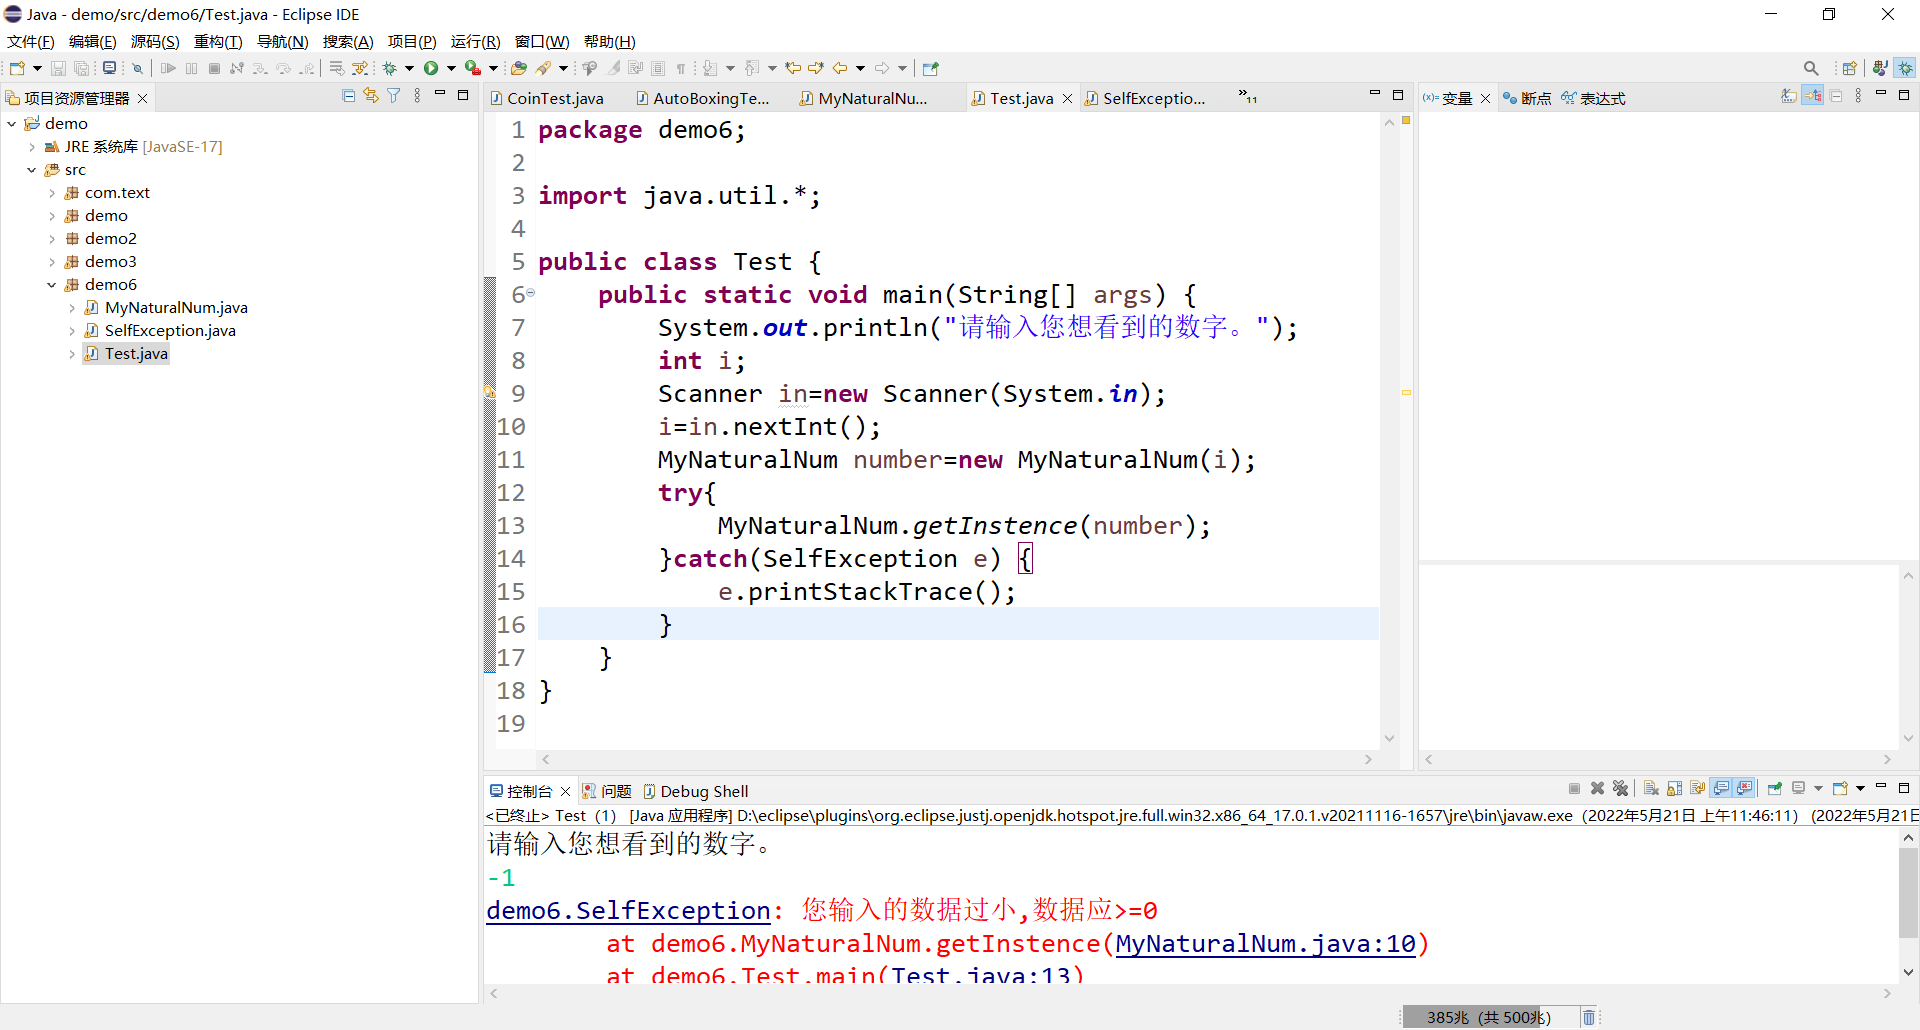 Java - demo/src/demo6/Test.java - Eclipse IDE
文件(F) 编辑(E) 源码(S) 重构(T) 导航(N) 搜索(A) 项目(P) 运行(R) 窗口(W) 帮助(H)
项目资源管理器
demo
JRE 系统库 [JavaSE-17]
src
com.text
demo
demo2
demo3
demo6
MyNaturalNum.java
SelfException.java
Test.java
CoinTest.java AutoBoxingTe... MyNaturalNu... Test.java SelfExceptio... »11
1 package demo6;
2
3 import java.util.*;
4
5 public class Test {
6 public static void main(String[] args) {
7 System.out.println("请输入您想看到的数字。");
8 int i;
9 Scanner in=new Scanner(System.in);
10 i=in.nextInt();
11 MyNaturalNum number=new MyNaturalNum(i);
12 try{
13 MyNaturalNum.getInstence(number);
14 }catch(SelfException e) {
15 e.printStackTrace();
16 }
17 }
18 }
19
(x)= 变量 断点 表达式
控制台 问题 Debug Shell
<已终止> Test（1） [Java 应用程序] D:\eclipse\plugins\org.eclipse.justj.openjdk.hotspot.jre.full.win32.x86_64_17.0.1.v20211116-1657\jre\bin\javaw.exe（2022年5月21日 上午11:46:11）（2022年5月21日
请输入您想看到的数字。
-1
demo6.SelfException: 您输入的数据过小,数据应>=0
at demo6.MyNaturalNum.getInstence(MyNaturalNum.java:10)
at demo6.Test.main(Test.java:13)
385兆（共 500兆）